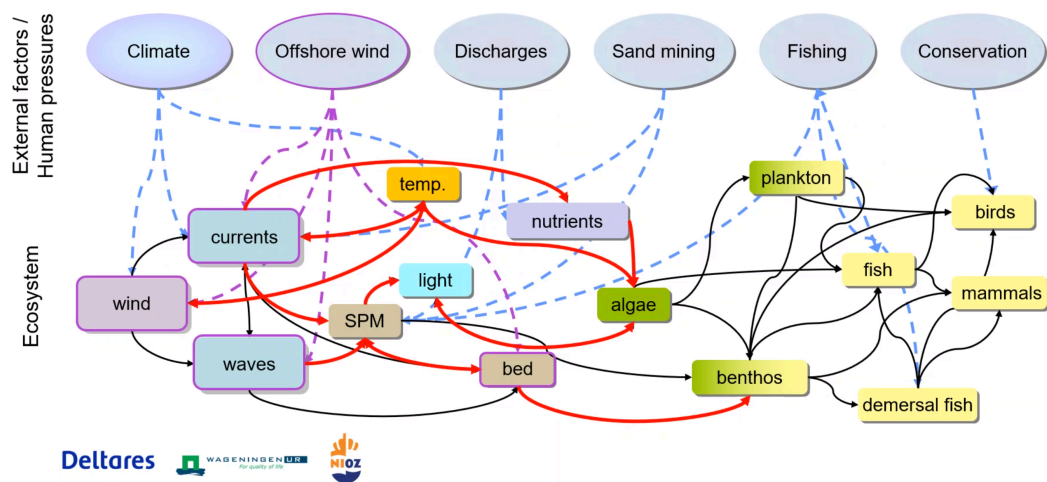 External factors /
Human pressures
Climate
Offshore wind
Discharges
Sand mining
Fishing
Conservation
Ecosystem
temp.
plankton
nutrients
birds
currents
light
fish
wind
SPM
algae
mammals
waves
bed
benthos
demersal fish
Deltares
WAGENINGEN UR
For quality of life
NIOZ